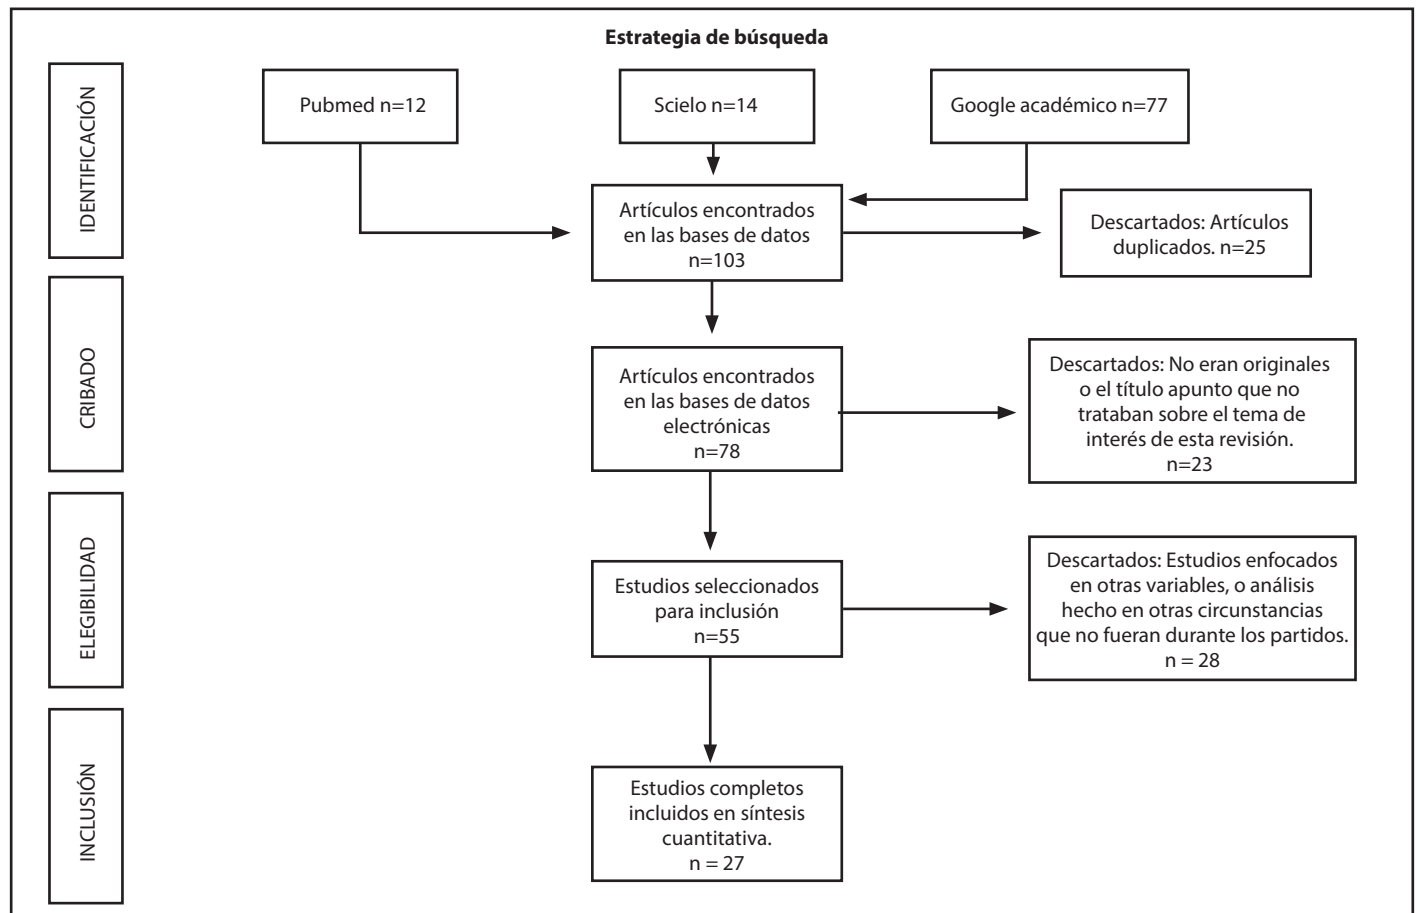 Estrategia de búsqueda
IDENTIFICACIÓN
Pubmed n=12
Scielo n=14
Google académico n=77
Artículos encontrados
en las bases de datos
n=103
Descartados: Artículos
duplicados. n=25
CRIBADO
Artículos encontrados
en las bases de datos
electrónicas
n=78
Descartados: No eran originales
o el título apunto que no
trataban sobre el tema de
interés de esta revisión.
n=23
ELEGIBILIDAD
Estudios seleccionados
para inclusión
n=55
Descartados: Estudios enfocados
en otras variables, o análisis
hecho en otras circunstancias
que no fueran durante los partidos.
n = 28
INCLUSIÓN
Estudios completos
incluidos en síntesis
cuantitativa.
n = 27